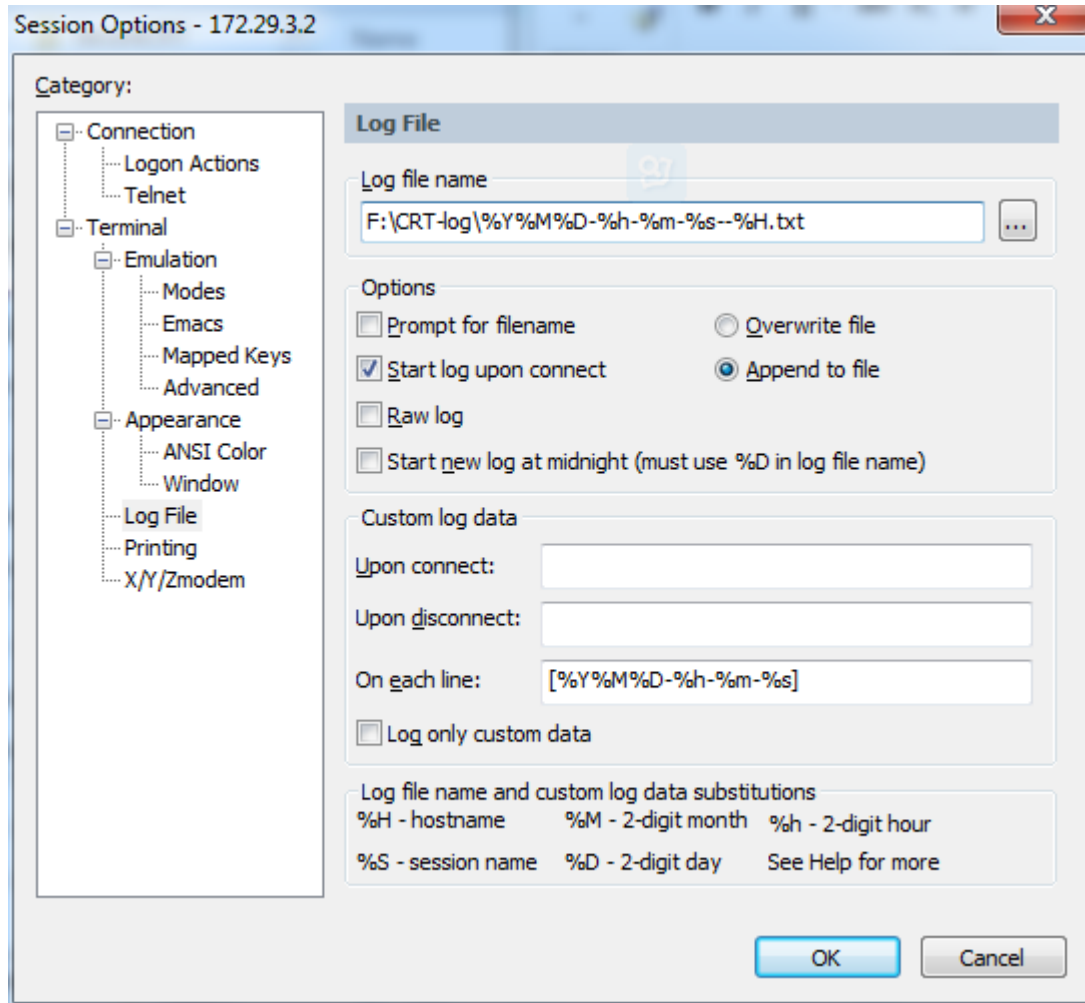 Session Options - 172.29.3.2
Category:
Connection
Logon Actions
Telnet
Terminal
Emulation
Modes
Emacs
Mapped Keys
Advanced
Appearance
ANSI Color
Window
Log File
Printing
X/Y/Zmodem
Log File
Log file name
F:\CRT-log\%Y%M%D-%h-%m-%s--%H.txt
...
Options
Prompt for filename
Overwrite file
Start log upon connect
Append to file
Raw log
Start new log at midnight (must use %D in log file name)
Custom log data
Upon connect:
Upon disconnect:
On each line:
[%Y%M%D-%h-%m-%s]
Log only custom data
Log file name and custom log data substitutions
%H - hostname %M - 2-digit month %h - 2-digit hour
%S - session name %D - 2-digit day See Help for more
OK
Cancel